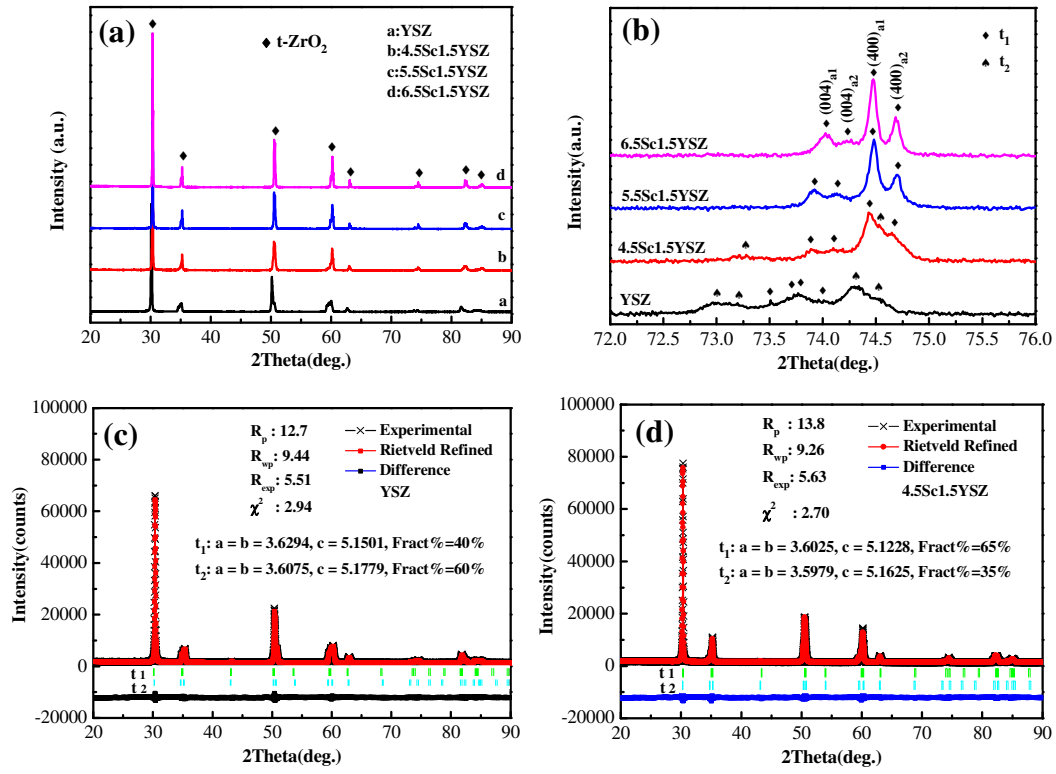 (a)
♦ t-ZrO₂
a:YSZ
b:4.5Sc1.5YSZ
c:5.5Sc1.5YSZ
d:6.5Sc1.5YSZ
d
c
b
a
Intensity (a.u.)
20 30 40 50 60 70 80 90
2Theta(deg.)
(b)
♦ t₁
♠ t₂
(004)a1
(004)a2
(400)a1
(400)a2
6.5Sc1.5YSZ
5.5Sc1.5YSZ
4.5Sc1.5YSZ
YSZ
Intensity (a.u.)
72.0 72.5 73.0 73.5 74.0 74.5 75.0 75.5 76.0
2Theta(deg.)
(c)
Rp : 12.7
Rwp: 9.44
Rexp: 5.51
χ² : 2.94
Experimental
Rietveld Refined
Difference
YSZ
t₁: a = b = 3.6294, c = 5.1501, Fract%=40%
t₂: a = b = 3.6075, c = 5.1779, Fract%=60%
t 1
t 2
Intensity(counts)
100000
80000
60000
40000
20000
0
-20000
20 30 40 50 60 70 80 90
2Theta(deg.)
(d)
Rp : 13.8
Rwp: 9.26
Rexp: 5.63
χ² : 2.70
Experimental
Rietveld Refined
Difference
4.5Sc1.5YSZ
t₁: a = b = 3.6025, c = 5.1228, Fract%=65%
t₂: a = b = 3.5979, c = 5.1625, Fract%=35%
t 1
t 2
Intensity(counts)
100000
80000
60000
40000
20000
0
-20000
20 30 40 50 60 70 80 90
2Theta(deg.)